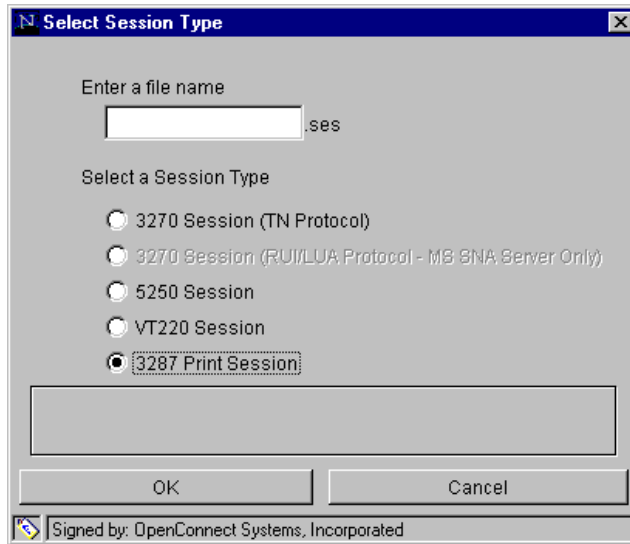 Select Session Type
Enter a file name
.ses
Select a Session Type
3270 Session (TN Protocol)
3270 Session (RUI/LUA Protocol - MS SNA Server Only)
5250 Session
VT220 Session
3287 Print Session
OK Cancel
Signed by: OpenConnect Systems, Incorporated